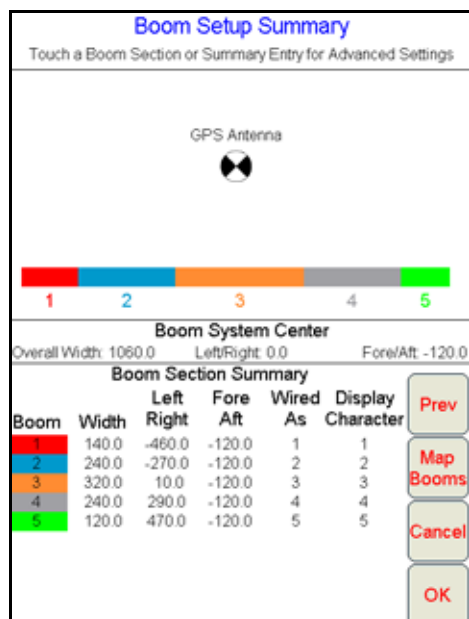 Boom Setup Summary
Touch a Boom Section or Summary Entry for Advanced Settings
GPS Antenna
1 2 3 4 5
Boom System Center
Overall Width: 1060.0 Left/Right: 0.0 Fore/Aft: -120.0
Boom Section Summary
Boom Width Left Right Fore Aft Wired As Display Character
1 140.0 -460.0 -120.0 1 1
2 240.0 -270.0 -120.0 2 2
3 320.0 10.0 -120.0 3 3
4 240.0 290.0 -120.0 4 4
5 120.0 470.0 -120.0 5 5
Prev
Map
Booms
Cancel
OK